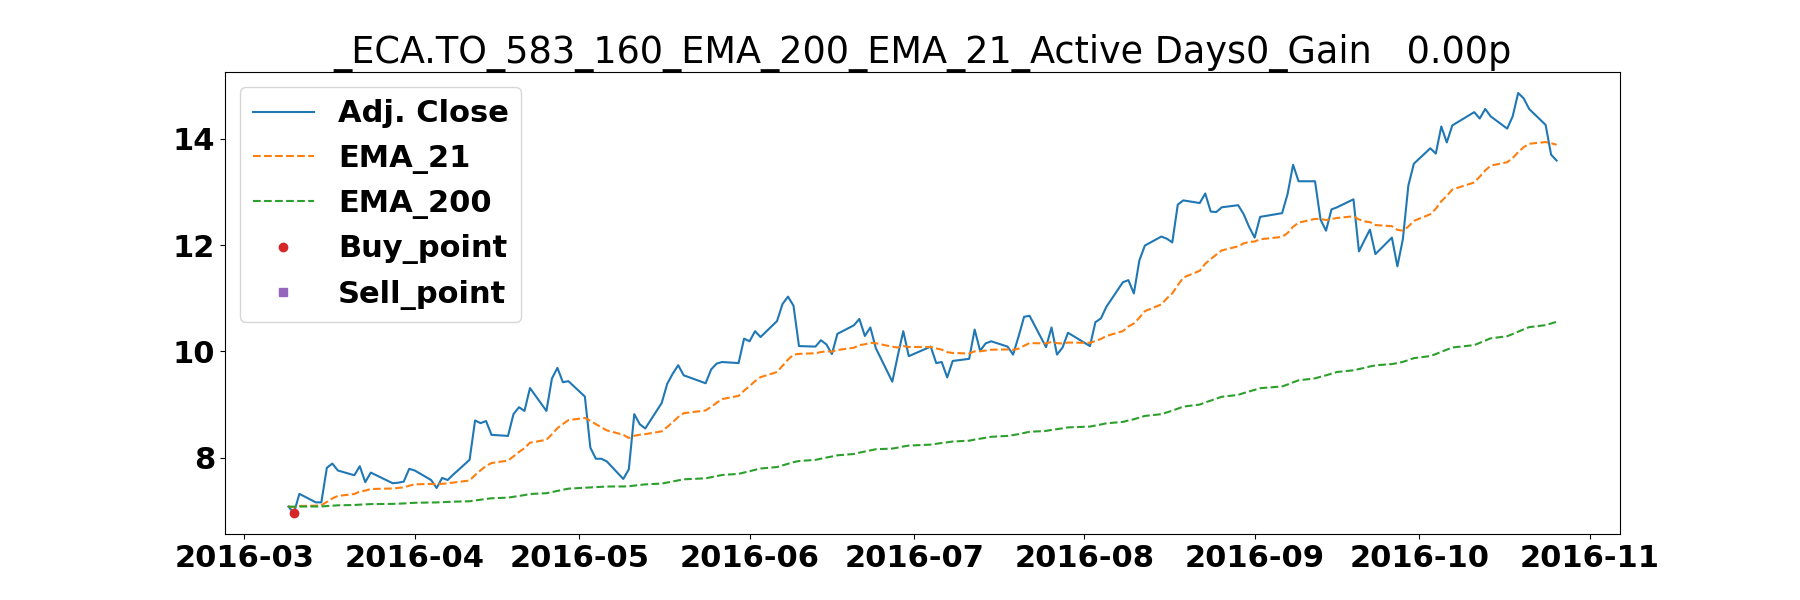 _ECA.TO_583_160_EMA_200_EMA_21_Active Days0_Gain   0.00p
Adj. Close
EMA_21
EMA_200
Buy_point
Sell_point
14
12
10
8
2016-03 2016-04 2016-05 2016-06 2016-07 2016-08 2016-09 2016-10 2016-11